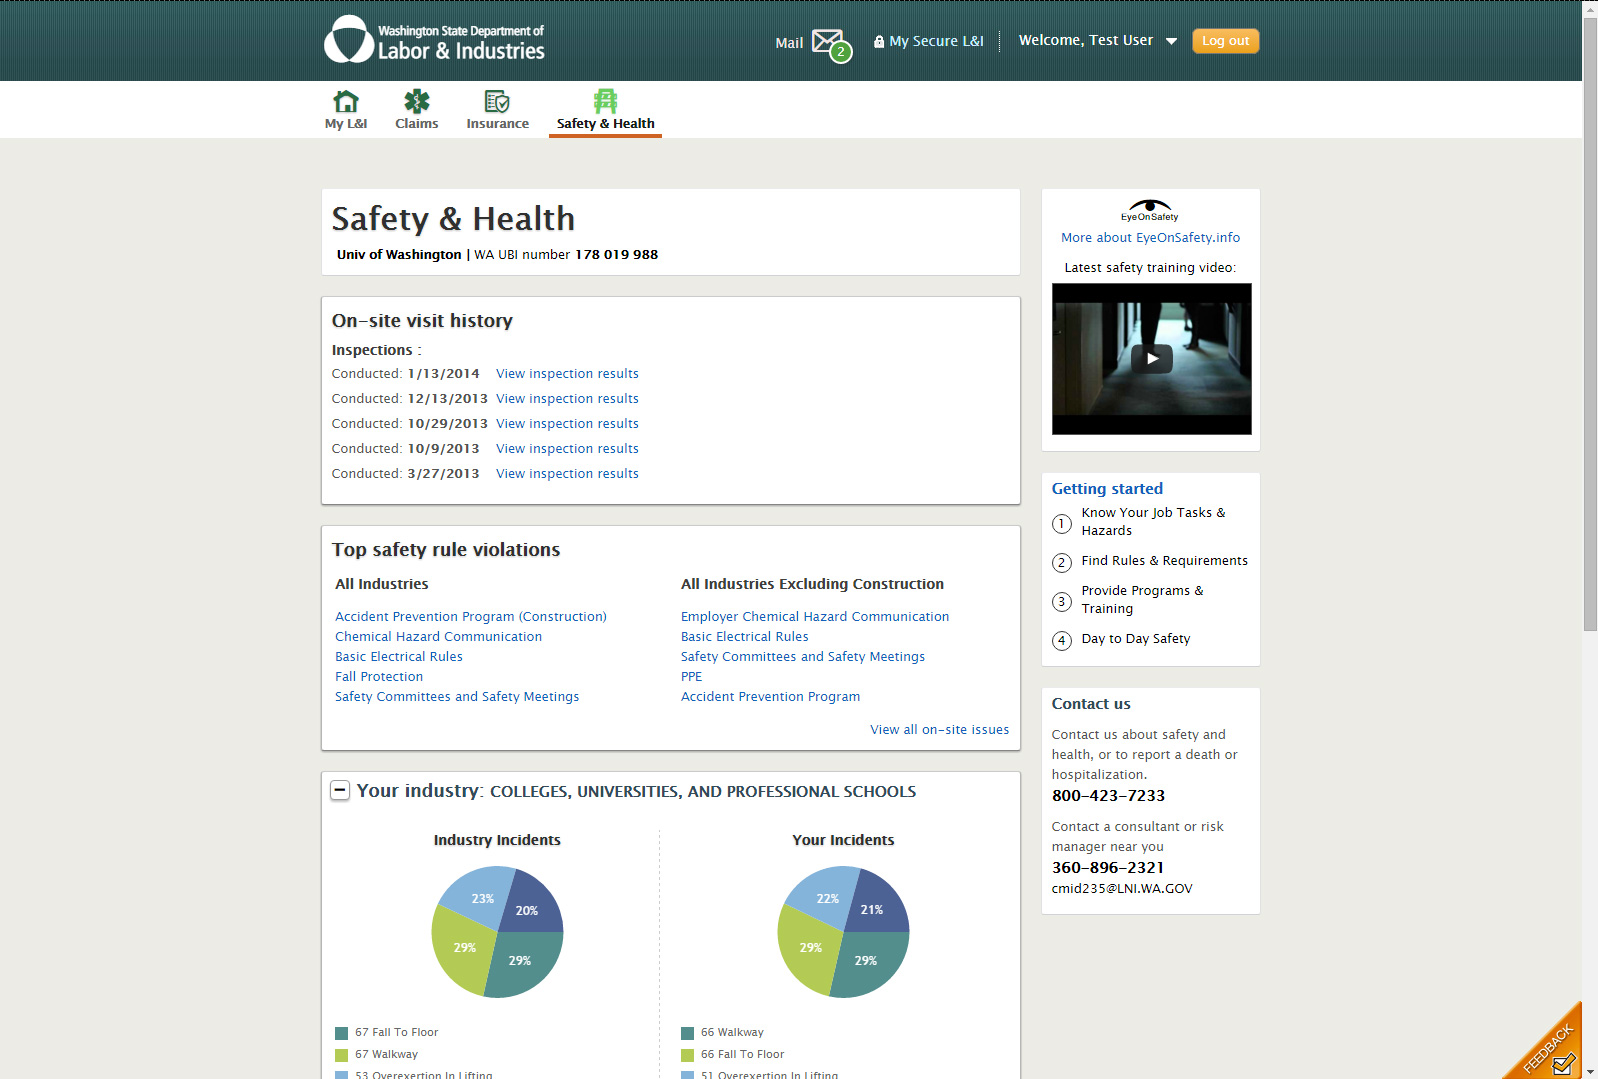 Washington State Department of
Labor & Industries
Mail 2
My Secure L&I
Welcome, Test User
Log out
My L&I
Claims
Insurance
Safety & Health
Safety & Health
Univ of Washington | WA UBI number 178 019 988
On-site visit history
Inspections :
Conducted: 1/13/2014 View inspection results
Conducted: 12/13/2013 View inspection results
Conducted: 10/29/2013 View inspection results
Conducted: 10/9/2013 View inspection results
Conducted: 3/27/2013 View inspection results
Top safety rule violations
All Industries
Accident Prevention Program (Construction)
Chemical Hazard Communication
Basic Electrical Rules
Fall Protection
Safety Committees and Safety Meetings
All Industries Excluding Construction
Employer Chemical Hazard Communication
Basic Electrical Rules
Safety Committees and Safety Meetings
PPE
Accident Prevention Program
View all on-site issues
Your industry: COLLEGES, UNIVERSITIES, AND PROFESSIONAL SCHOOLS
Industry Incidents
23%
20%
29%
29%
67 Fall To Floor
67 Walkway
53 Overexertion In Lifting
Your Incidents
22%
21%
29%
29%
66 Walkway
66 Fall To Floor
51 Overexertion In Lifting
EyeOnSafety
More about EyeOnSafety.info
Latest safety training video:
Getting started
1 Know Your Job Tasks &
Hazards
2 Find Rules & Requirements
3 Provide Programs &
Training
4 Day to Day Safety
Contact us
Contact us about safety and
health, or to report a death or
hospitalization.
800-423-7233
Contact a consultant or risk
manager near you
360-896-2321
cmid235@LNI.WA.GOV
FEEDBACK